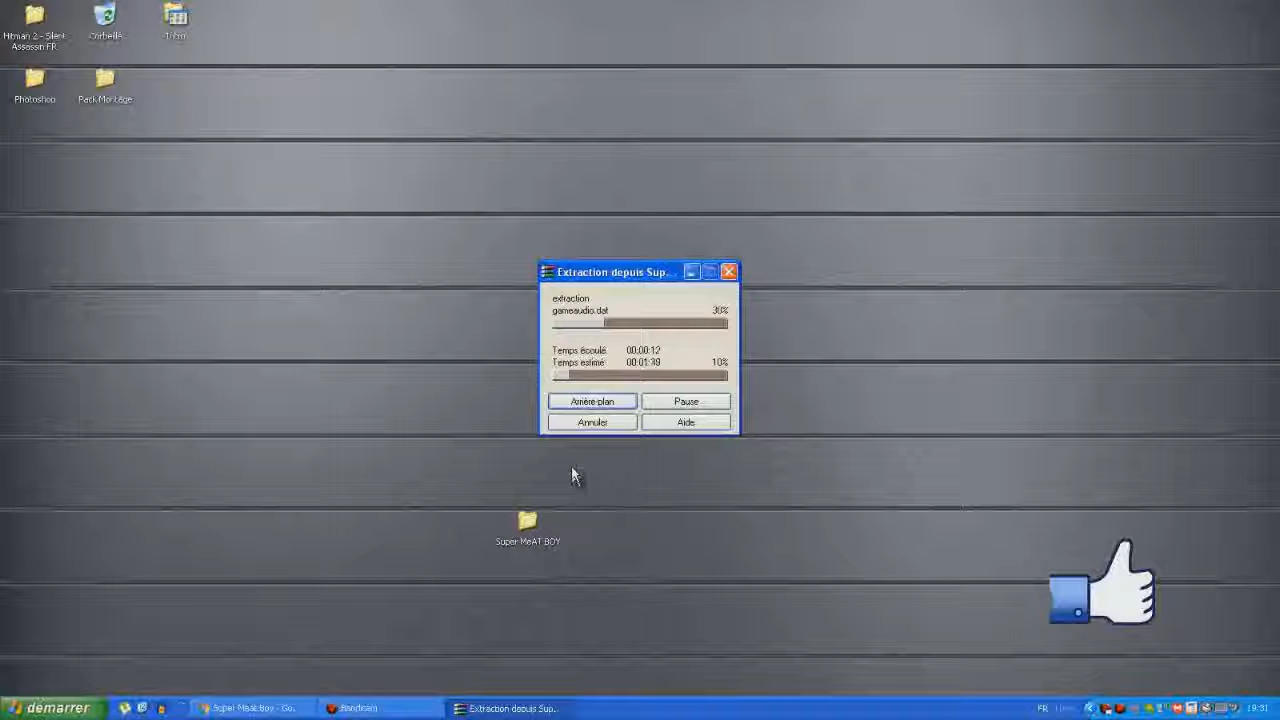 Hitman 2 - Silent
Assassin FR
Corbeille
Intro
Photoshop
Pack Montage
Extraction depuis Sup...
extraction
gameaudio.dat 30%
Temps écoulé 00:00:12
Temps estimé 00:01:39 10%
Arrière-plan
Pause
Annuler
Aide
Super MeAT BOY
démarrer
Super Meat Boy - Go...
Bandicam
Extraction depuis Sup...
FR
19:31